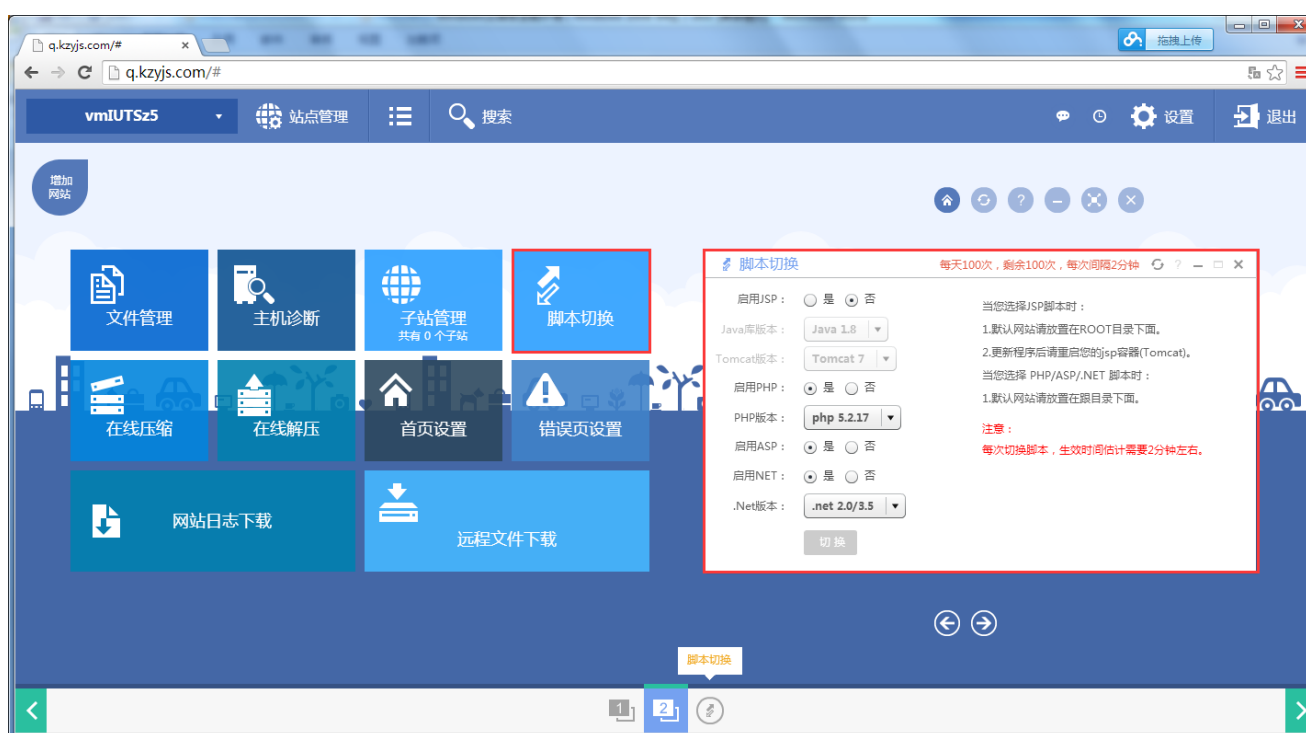 q.kzyjs.com/#
拖拽上传
q.kzyjs.com/#
vmIUTSz5
站点管理
搜索
设置
退出
增加
网站
文件管理
主机诊断
子站管理
共有 0 个子站
脚本切换
在线压缩
在线解压
首页设置
错误页设置
网站日志下载
远程文件下载
脚本切换
每天100次，剩余100次，每次间隔2分钟
启用JSP： 是 否
Java库版本： Java 1.8
Tomcat版本： Tomcat 7
启用PHP： 是 否
PHP版本： php 5.2.17
启用ASP： 是 否
启用NET： 是 否
.Net版本： .net 2.0/3.5
切 换
当您选择JSP脚本时：
1.默认网站请放置在ROOT目录下面。
2.更新程序后请重启您的jsp容器(Tomcat)。
当您选择 PHP/ASP/.NET 脚本时：
1.默认网站请放置在跟目录下面。
注意：
每次切换脚本，生效时间估计需要2分钟左右。
脚本切换
1
2